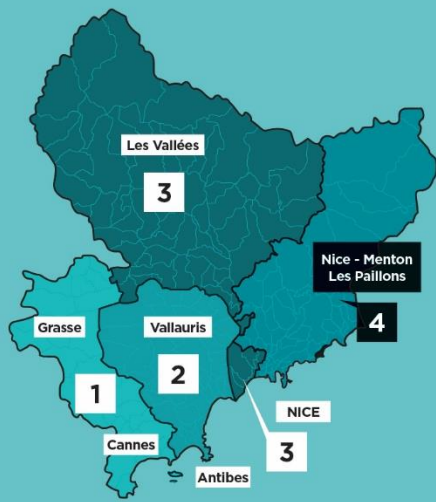 Les Vallées
3
Nice - Menton
Les Paillons
4
Grasse
Vallauris
1
2
NICE
3
Cannes
Antibes